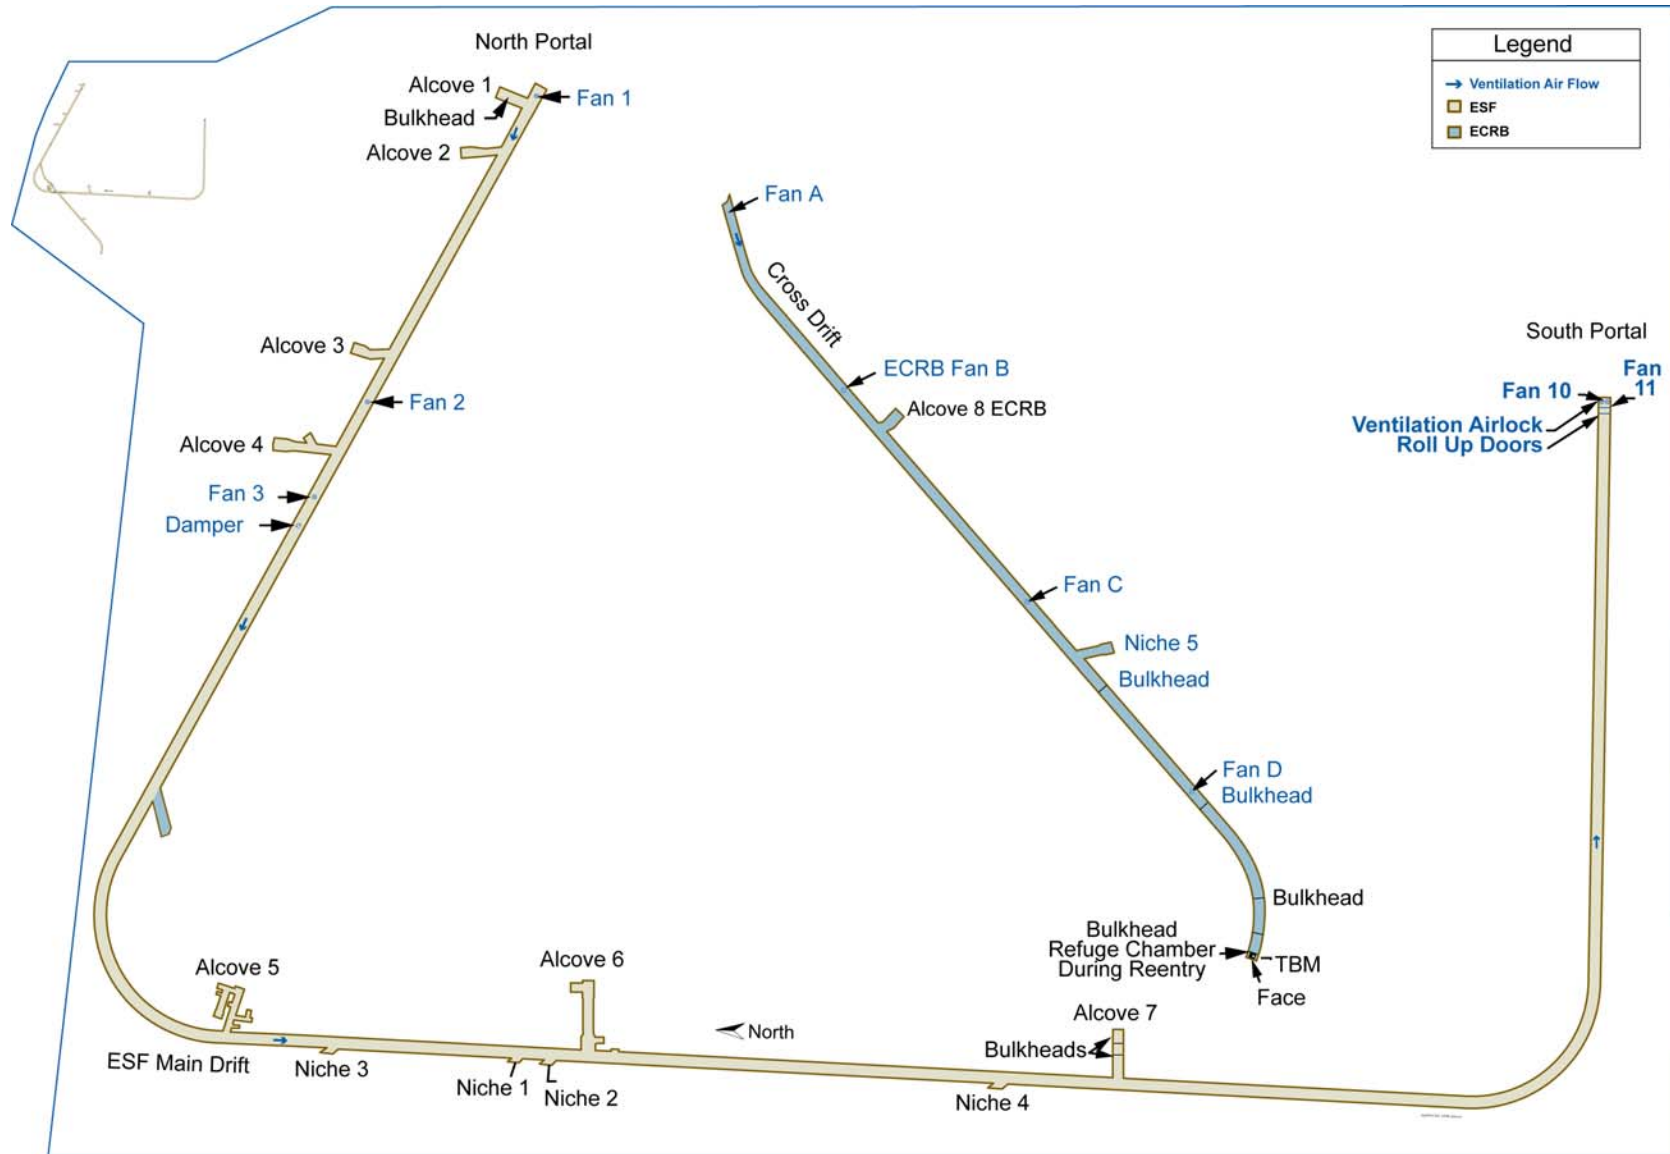 North Portal
Legend
Ventilation Air Flow
ESF
ECRB
Alcove 1
Bulkhead
Fan 1
Alcove 2
Fan A
Cross Drift
Alcove 3
Fan 2
ECRB Fan B
Alcove 8 ECRB
South Portal
Fan
11
Fan 10
Ventilation Airlock
Roll Up Doors
Alcove 4
Fan 3
Damper
Fan C
Niche 5
Bulkhead
Fan D
Bulkhead
Bulkhead
Bulkhead
Refuge Chamber
During Reentry
TBM
Face
Alcove 5
Alcove 6
Alcove 7
North
Bulkheads
ESF Main Drift
Niche 3
Niche 1
Niche 2
Niche 4